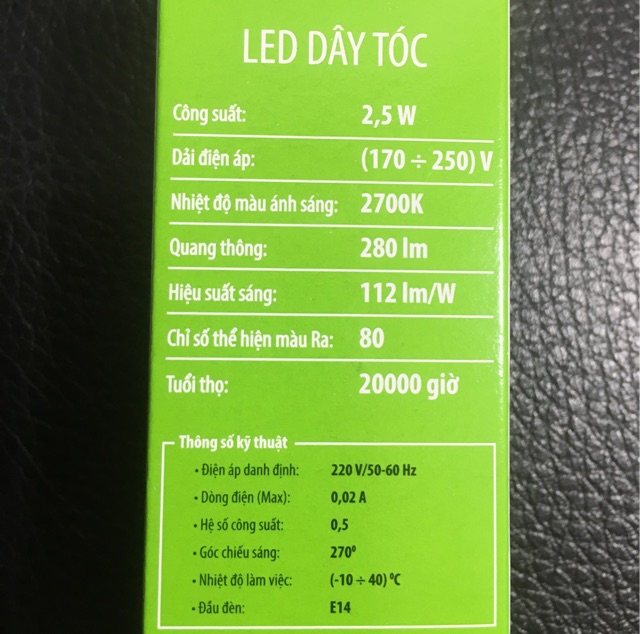 LED DÂY TÓC
Công suất: 2,5 W
Dải điện áp: (170 ÷ 250) V
Nhiệt độ màu ánh sáng: 2700K
Quang thông: 280 lm
Hiệu suất sáng: 112 lm/W
Chỉ số thể hiện màu Ra: 80
Tuổi thọ: 20000 giờ
Thông số kỹ thuật
• Điện áp danh định: 220 V/50-60 Hz
• Dòng điện (Max): 0,02 A
• Hệ số công suất: 0,5
• Góc chiếu sáng: 270⁰
• Nhiệt độ làm việc: (-10 ÷ 40) ⁰C
• Đầu đèn: E14